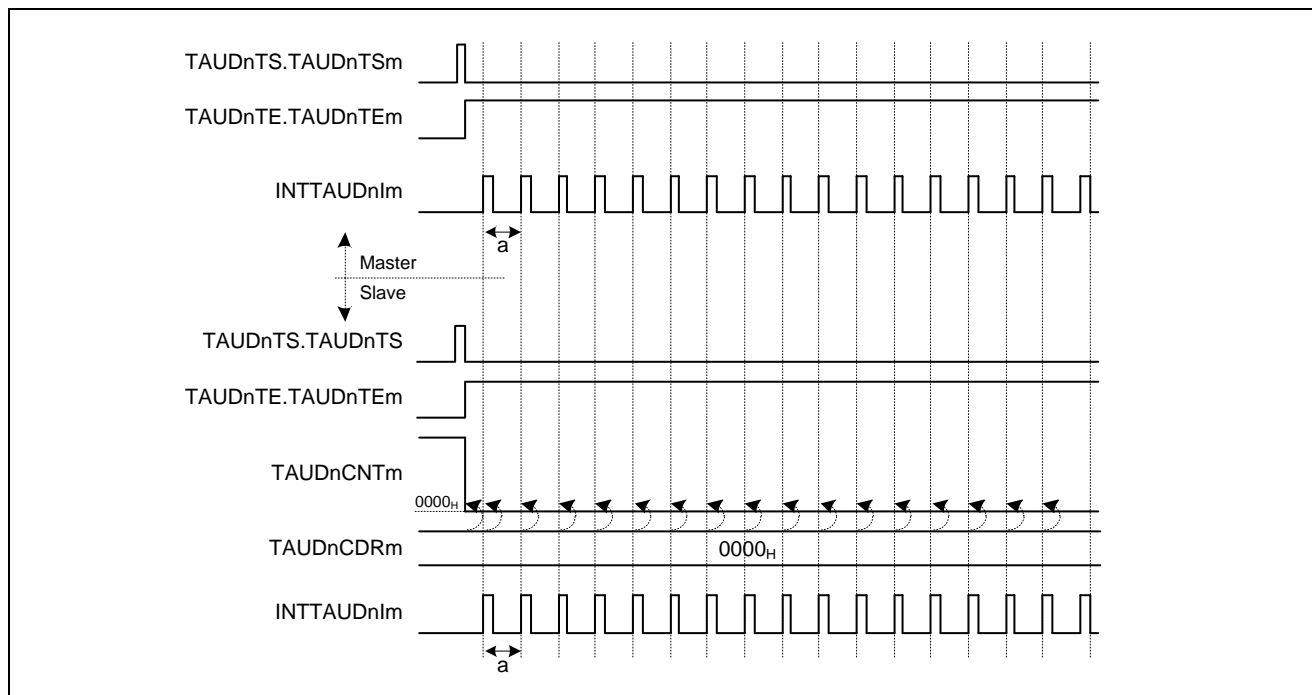 TAUDnTS.TAUDnTSm
TAUDnTE.TAUDnTEm
INTTAUDnIm
a
Master
Slave
TAUDnTS.TAUDnTS
TAUDnTE.TAUDnTEm
TAUDnCNTm
0000H
TAUDnCDRm
0000H
INTTAUDnIm
a